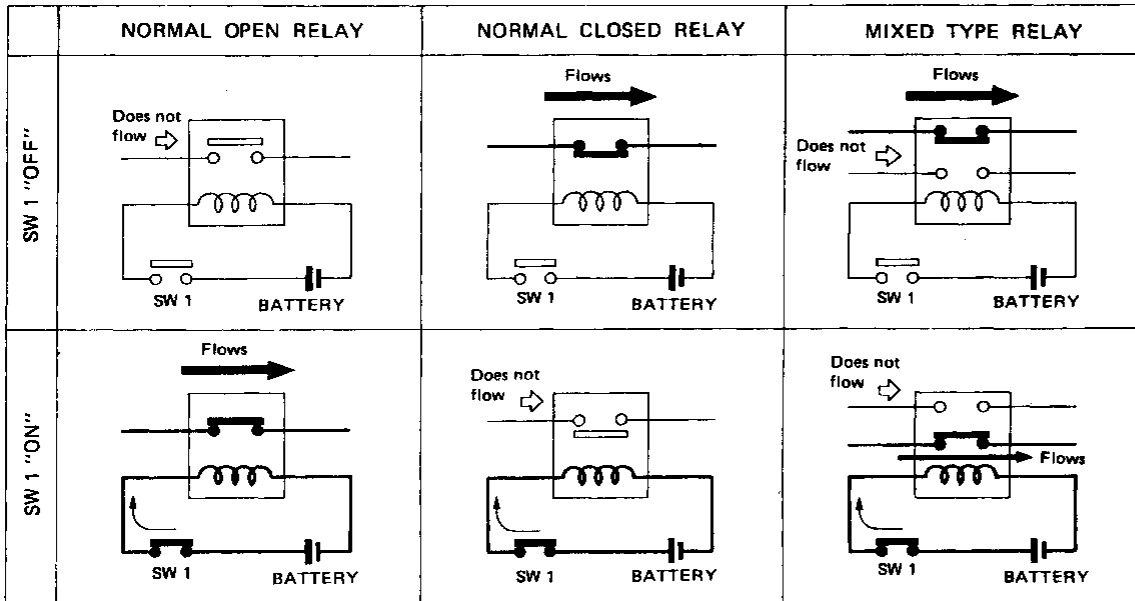 NORMAL OPEN RELAY
NORMAL CLOSED RELAY
MIXED TYPE RELAY
SW 1 "OFF"
Does not
flow
SW 1
BATTERY
Flows
SW 1
BATTERY
Flows
Does not
flow
SW 1
BATTERY
SW 1 "ON"
Flows
SW 1
BATTERY
Does not
flow
SW 1
BATTERY
Does not
flow
Flows
SW 1
BATTERY